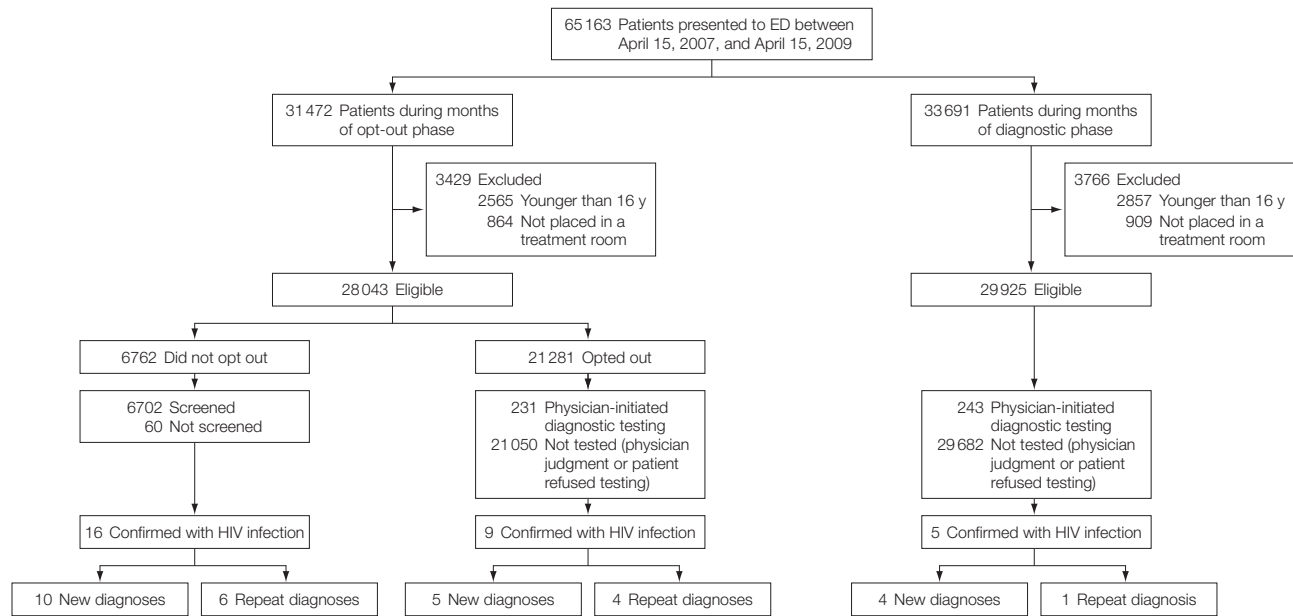 65 163 Patients presented to ED between
April 15, 2007, and April 15, 2009
31 472 Patients during months
of opt-out phase
33 691 Patients during months
of diagnostic phase
3429 Excluded
2565 Younger than 16 y
864 Not placed in a
treatment room
3766 Excluded
2857 Younger than 16 y
909 Not placed in a
treatment room
28 043 Eligible
29 925 Eligible
6762 Did not opt out
21 281 Opted out
6702 Screened
60 Not screened
231 Physician-initiated
diagnostic testing
21 050 Not tested (physician
judgment or patient
refused testing)
243 Physician-initiated
diagnostic testing
29 682 Not tested (physician
judgment or patient
refused testing)
16 Confirmed with HIV infection
9 Confirmed with HIV infection
5 Confirmed with HIV infection
10 New diagnoses
6 Repeat diagnoses
5 New diagnoses
4 Repeat diagnoses
4 New diagnoses
1 Repeat diagnosis